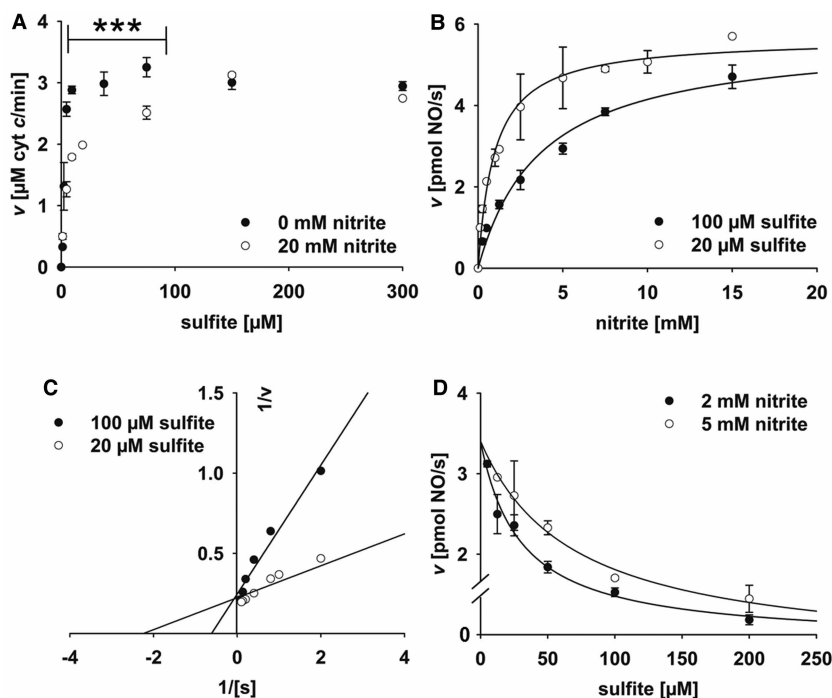 A
***
v [µM cyt c/min]
4
3
2
1
0
0 mM nitrite
20 mM nitrite
0 100 200 300
sulfite [µM]
B
v [pmol NO/s]
6
4
2
0
100 µM sulfite
20 µM sulfite
0 5 10 15 20
nitrite [mM]
C
1/v
1.5
1.0
0.5
100 µM sulfite
20 µM sulfite
-4 -2 0 2 4
1/[s]
D
v [pmol NO/s]
4
3
2
0
2 mM nitrite
5 mM nitrite
0 50 100 150 200 250
sulfite [µM]